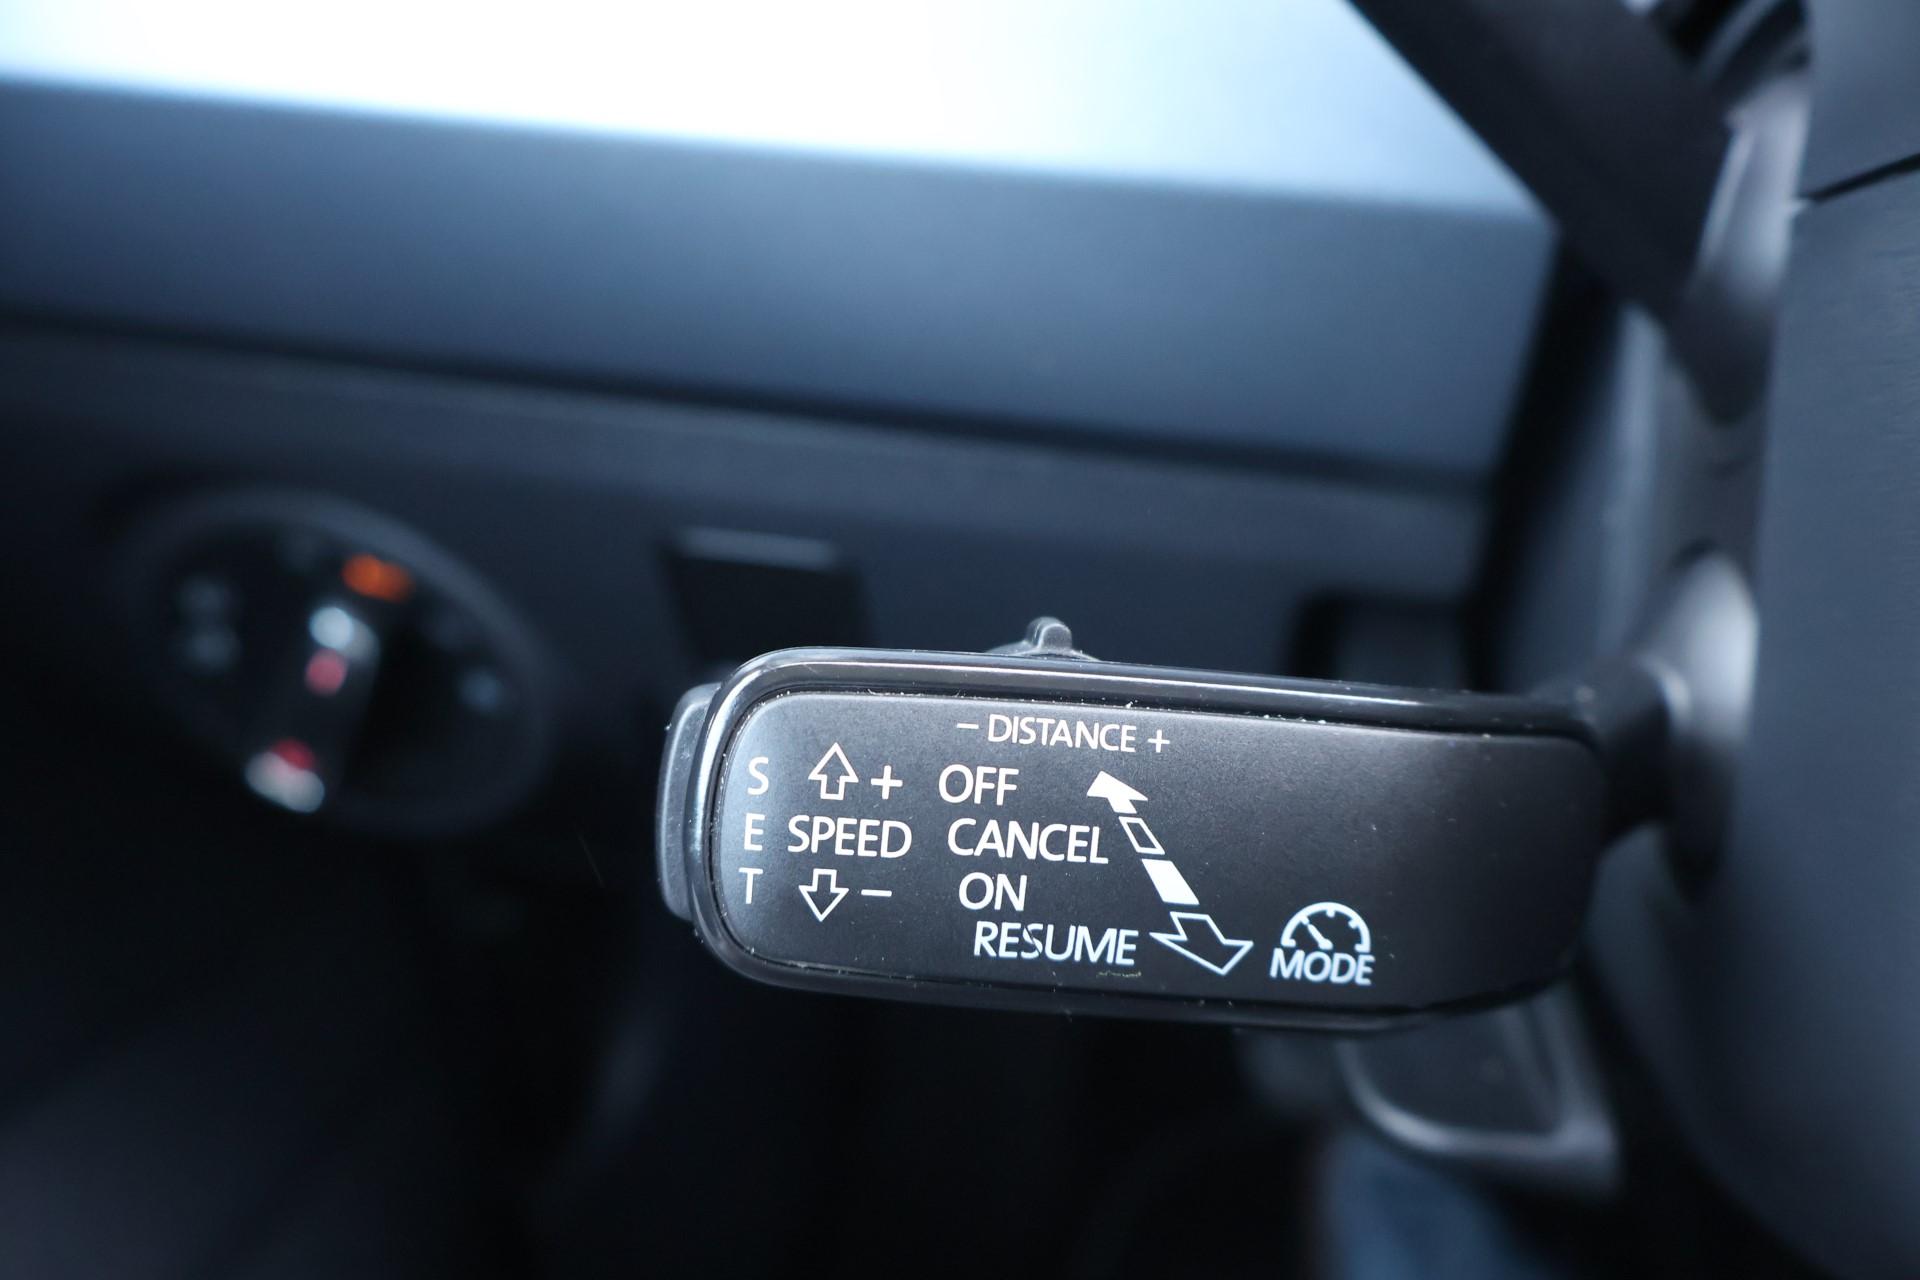 − DISTANCE +
S + OFF
E SPEED CANCEL
T − ON
RESUME
MODE